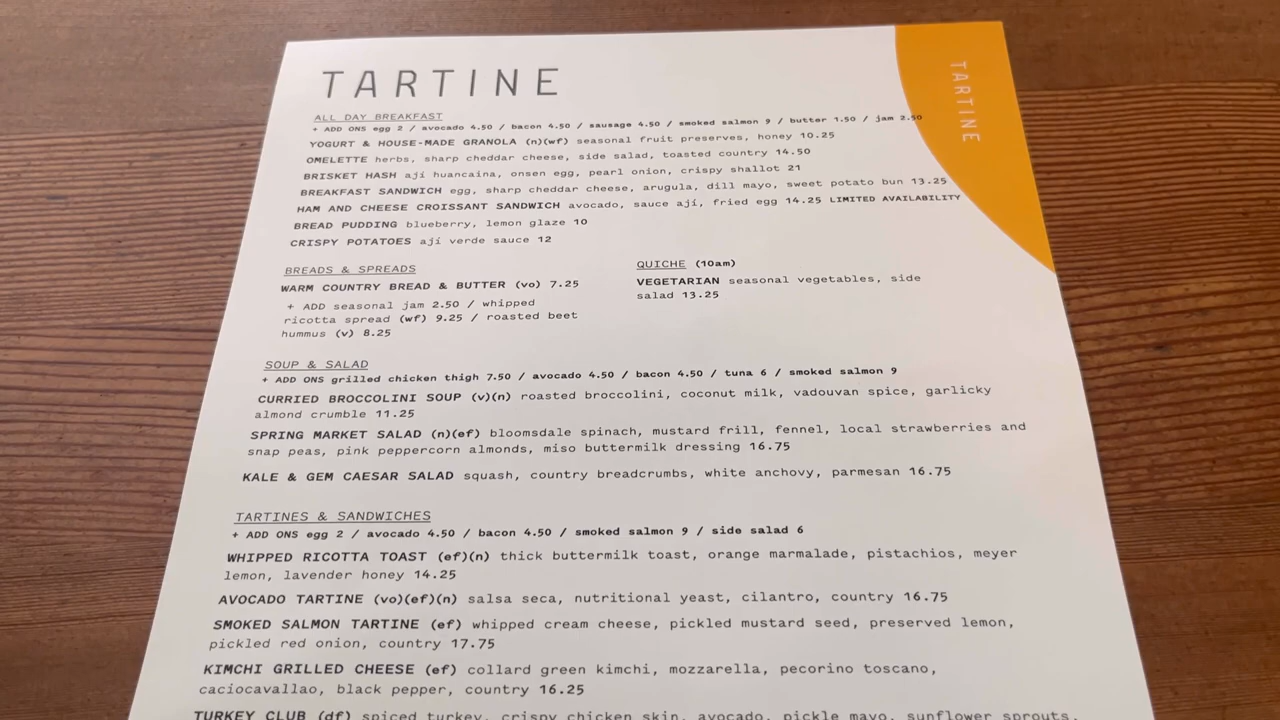 TARTINE
TARTINE
ALL DAY BREAKFAST
+ ADD ONS egg 2 / avocado 4.50 / bacon 4.50 / sausage 4.50 / smoked salmon 9 / butter 1.50 / jam 2.50
YOGURT & HOUSE-MADE GRANOLA (n)(wf) seasonal fruit preserves, honey 10.25
OMELETTE herbs, sharp cheddar cheese, side salad, toasted country 14.50
BRISKET HASH ají huancaina, onsen egg, pearl onion, crispy shallot 21
BREAKFAST SANDWICH egg, sharp cheddar cheese, arugula, dill mayo, sweet potato bun 13.25
HAM AND CHEESE CROISSANT SANDWICH avocado, sauce ají, fried egg 14.25 LIMITED AVAILABILITY
BREAD PUDDING blueberry, lemon glaze 10
CRISPY POTATOES ají verde sauce 12
BREADS & SPREADS
WARM COUNTRY BREAD & BUTTER (vo) 7.25
+ ADD seasonal jam 2.50 / whipped
ricotta spread (wf) 9.25 / roasted beet
hummus (v) 8.25
QUICHE (10am)
VEGETARIAN seasonal vegetables, side
salad 13.25
SOUP & SALAD
+ ADD ONS grilled chicken thigh 7.50 / avocado 4.50 / bacon 4.50 / tuna 6 / smoked salmon 9
CURRIED BROCCOLINI SOUP (v)(n) roasted broccolini, coconut milk, vadouvan spice, garlicky
almond crumble 11.25
SPRING MARKET SALAD (n)(ef) bloomsdale spinach, mustard frill, fennel, local strawberries and
snap peas, pink peppercorn almonds, miso buttermilk dressing 16.75
KALE & GEM CAESAR SALAD squash, country breadcrumbs, white anchovy, parmesan 16.75
TARTINES & SANDWICHES
+ ADD ONS egg 2 / avocado 4.50 / bacon 4.50 / smoked salmon 9 / side salad 6
WHIPPED RICOTTA TOAST (ef)(n) thick buttermilk toast, orange marmalade, pistachios, meyer
lemon, lavender honey 14.25
AVOCADO TARTINE (vo)(ef)(n) salsa seca, nutritional yeast, cilantro, country 16.75
SMOKED SALMON TARTINE (ef) whipped cream cheese, pickled mustard seed, preserved lemon,
pickled red onion, country 17.75
KIMCHI GRILLED CHEESE (ef) collard green kimchi, mozzarella, pecorino toscano,
caciocavallao, black pepper, country 16.25
TURKEY CLUB (df) spiced turkey, crispy chicken skin, avocado, pickle mayo, sunflower sprouts,